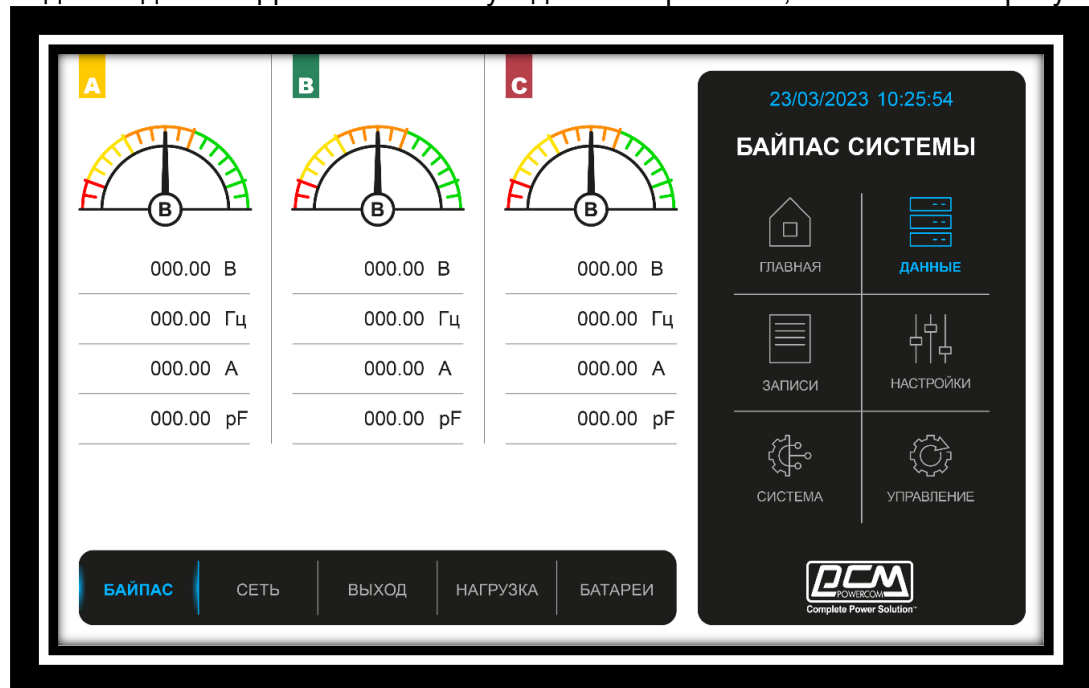 A B C
23/03/2023 10:25:54
БАЙПАС СИСТЕМЫ
B B B
000.00 В 000.00 В 000.00 В
000.00 Гц 000.00 Гц 000.00 Гц
000.00 А 000.00 А 000.00 А
000.00 pF 000.00 pF 000.00 pF
ГЛАВНАЯ ДАННЫЕ
ЗАПИСИ НАСТРОЙКИ
СИСТЕМА УПРАВЛЕНИЕ
БАЙПАС СЕТЬ ВЫХОД НАГРУЗКА БАТАРЕИ
PCM
POWERCOM
Complete Power Solution